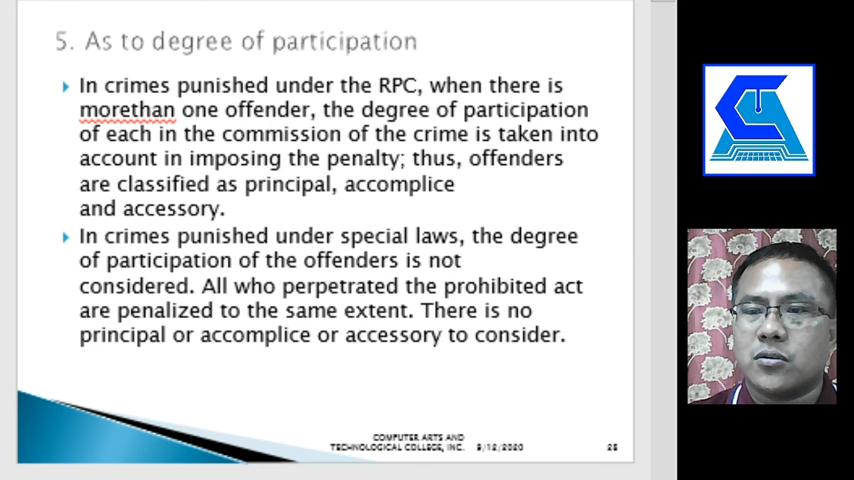 5. As to degree of participation
In crimes punished under the RPC, when there is
morethan one offender, the degree of participation
of each in the commission of the crime is taken into
account in imposing the penalty; thus, offenders
are classified as principal, accomplice
and accessory.
In crimes punished under special laws, the degree
of participation of the offenders is not
considered. All who perpetrated the prohibited act
are penalized to the same extent. There is no
principal or accomplice or accessory to consider.
COMPUTER ARTS AND
TECHNOLOGICAL COLLEGE, INC. 9/12/2020 25